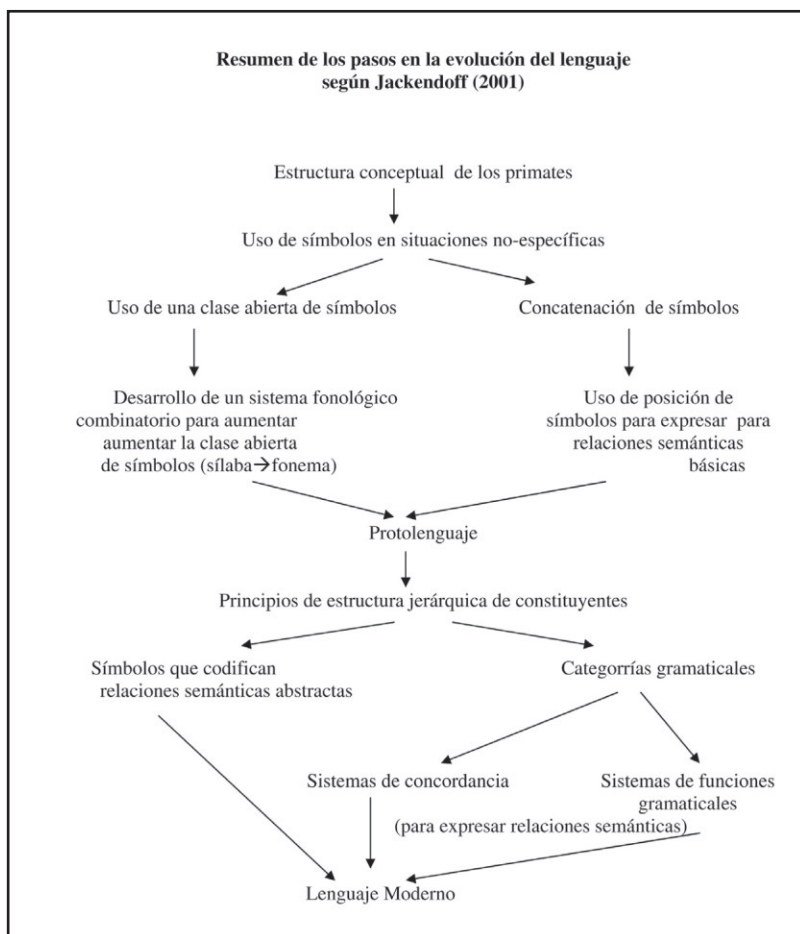 Resumen de los pasos en la evolución del lenguaje
según Jackendoff (2001)
Estructura conceptual de los primates
Uso de símbolos en situaciones no-específicas
Uso de una clase abierta de símbolos
Concatenación de símbolos
Desarrollo de un sistema fonológico
combinatorio para aumentar
aumentar la clase abierta
de símbolos (sílaba→fonema)
Uso de posición de
símbolos para expresar para
relaciones semánticas
básicas
Protolenguaje
Principios de estructura jerárquica de constituyentes
Símbolos que codifican
relaciones semánticas abstractas
Categorrías gramaticales
Sistemas de concordancia
Sistemas de funciones
gramaticales
(para expresar relaciones semánticas)
Lenguaje Moderno